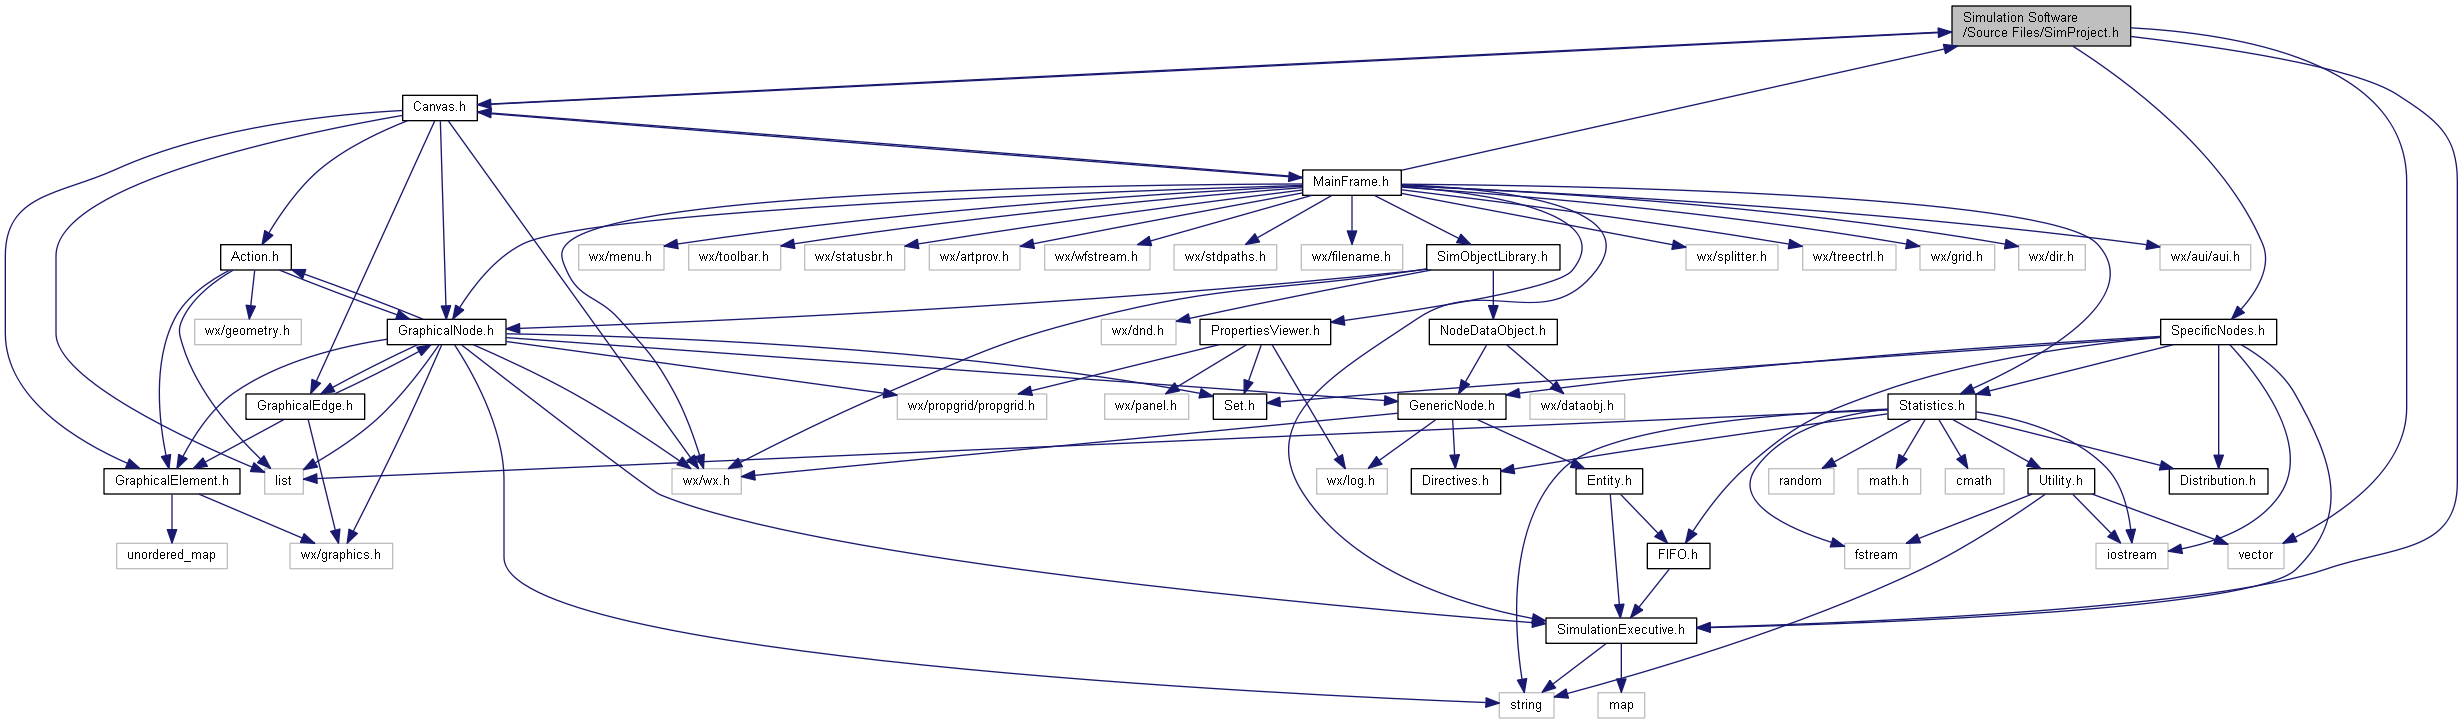 Simulation Software
/Source Files/SimProject.h
Canvas.h
MainFrame.h
Action.h
wx/menu.h
wx/toolbar.h
wx/statusbr.h
wx/artprov.h
wx/wfstream.h
wx/stdpaths.h
wx/filename.h
SimObjectLibrary.h
wx/splitter.h
wx/treectrl.h
wx/grid.h
wx/dir.h
wx/aui/aui.h
wx/geometry.h
GraphicalNode.h
wx/dnd.h
PropertiesViewer.h
NodeDataObject.h
SpecificNodes.h
GraphicalEdge.h
wx/propgrid/propgrid.h
wx/panel.h
Set.h
GenericNode.h
wx/dataobj.h
Statistics.h
GraphicalElement.h
list
wx/wx.h
wx/log.h
Directives.h
Entity.h
random
math.h
cmath
Utility.h
Distribution.h
unordered_map
wx/graphics.h
FIFO.h
fstream
iostream
vector
SimulationExecutive.h
string
map